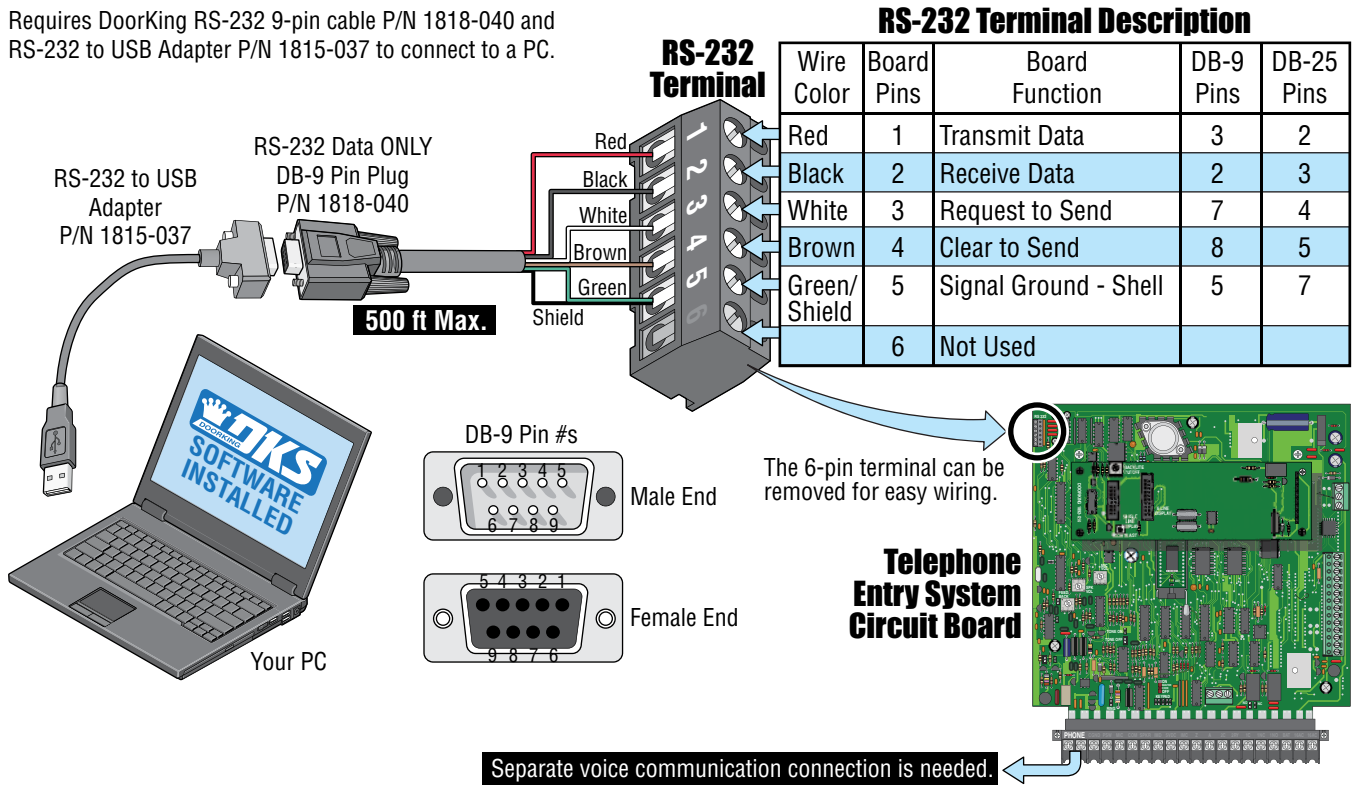 Requires DoorKing RS-232 9-pin cable P/N 1818-040 and
RS-232 to USB Adapter P/N 1815-037 to connect to a PC.
RS-232 Terminal Description
RS-232
Terminal
Wire Color Board Pins Board Function DB-9 Pins DB-25 Pins
Red 1 Transmit Data 3 2
Black 2 Receive Data 2 3
White 3 Request to Send 7 4
Brown 4 Clear to Send 8 5
Green/ Shield 5 Signal Ground - Shell 5 7
6 Not Used
RS-232 to USB
Adapter
P/N 1815-037
RS-232 Data ONLY
DB-9 Pin Plug
P/N 1818-040
Red
Black
White
Brown
Green
Shield
1
2
3
4
5
6
500 ft Max.
DOORKING
DKS
SOFTWARE
INSTALLED
Your PC
DB-9 Pin #s
1 2 3 4 5
6 7 8 9
Male End
5 4 3 2 1
9 8 7 6
Female End
The 6-pin terminal can be
removed for easy wiring.
Telephone
Entry System
Circuit Board
RS-232
PHONE
Separate voice communication connection is needed.